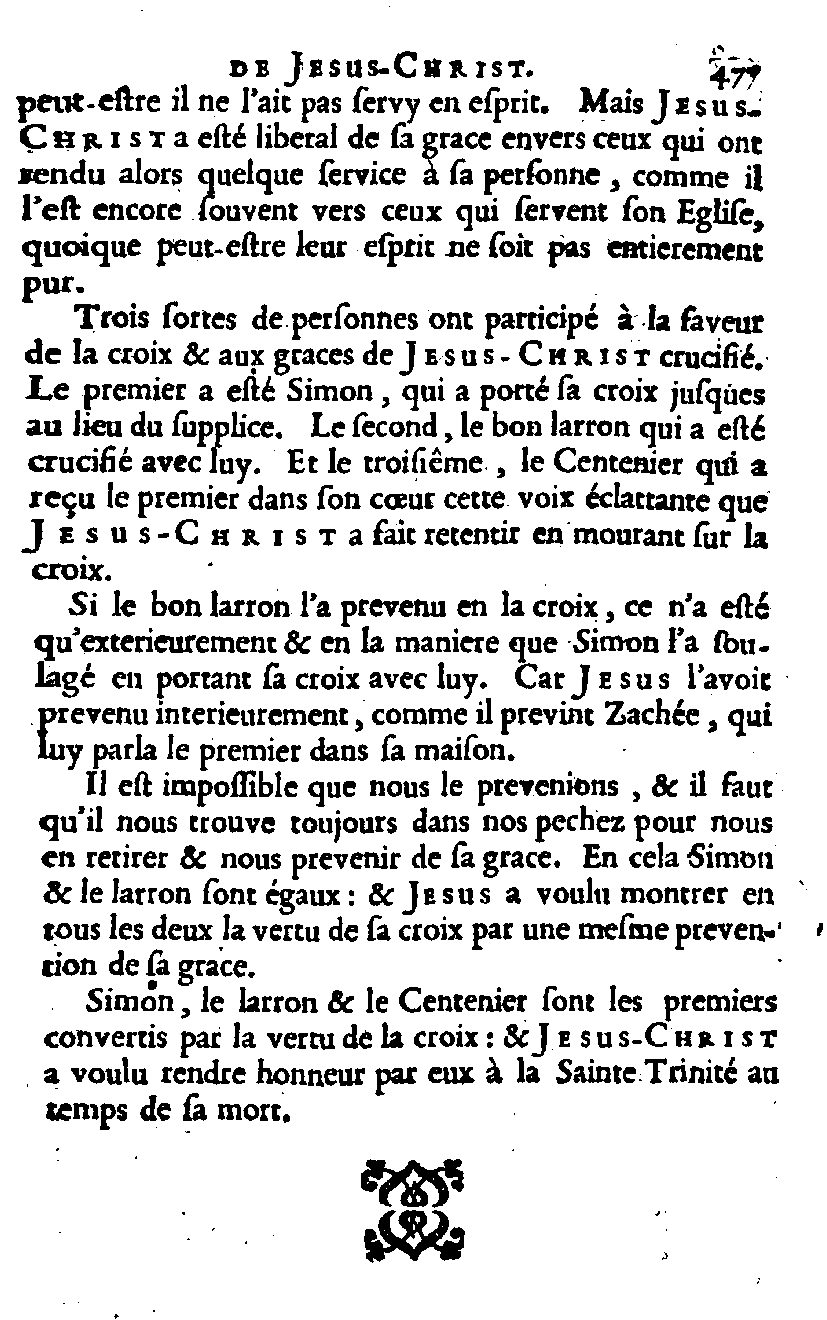 DE JESUS-CHRIST. 477
peut-eſtre il ne l'ait pas ſervy en eſprit. Mais JESUS-
CHRIST a eſté liberal de ſa grace envers ceux qui ont
rendu alors quelque ſervice à ſa perſonne, comme il
l'eſt encore ſouvent vers ceux qui ſervent ſon Egliſe,
quoique peut-eſtre leur eſprit ne ſoit pas entierement
pur.
Trois ſortes de perſonnes ont participé à la faveur
de la croix & aux graces de JESUS-CHRIST crucifié.
Le premier a eſté Simon, qui a porté ſa croix juſqües
au lieu du ſupplice. Le ſecond, le bon larron qui a eſté
crucifié avec luy. Et le troiſiême, le Centenier qui a
reçu le premier dans ſon cœur cette voix éclattante que
JESUS-CHRIST a fait retentir en mourant ſur la
croix.
Si le bon larron l'a prevenu en la croix, ce n'a eſté
qu'exterieurement & en la maniere que Simon l'a ſou-
lagé en portant ſa croix avec luy. Car JESUS l'avoit
prevenu interieurement, comme il prevint Zachée, qui
luy parla le premier dans ſa maiſon.
Il eſt impoſſible que nous le prevenions, & il faut
qu'il nous trouve toujours dans nos pechez pour nous
en retirer & nous prevenir de ſa grace. En cela Simon
& le larron ſont égaux : & JESUS a voulu montrer en
tous les deux la vertu de ſa croix par une meſme preven-
tion de ſa grace.
Simon, le larron & le Centenier ſont les premiers
convertis par la vertu de la croix : & JESUS-CHRIST
a voulu rendre honneur par eux à la Sainte Trinité au
temps de ſa mort.